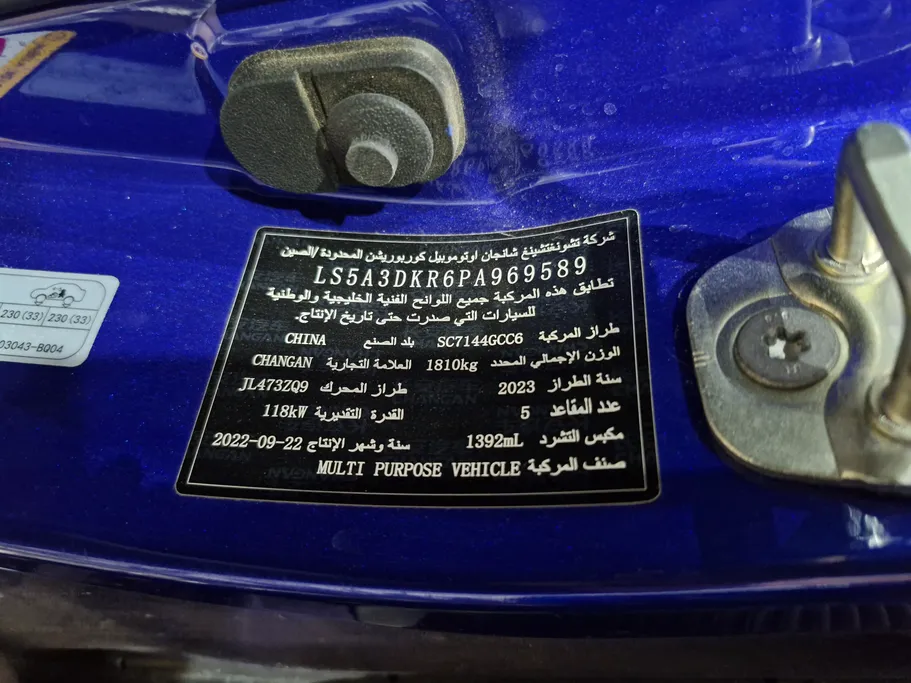 شركة تشونغتشينغ شانجان اوتوموبيل كوربوريشن المحدودة/الصين
LS5A3DKR6PA969589
تطابق هذه المركبة جميع اللوائح الفنية الخليجية والوطنية
للسيارات التي صدرت حتى تاريخ الإنتاج.
طراز المركبة SC7144GCC6 بلد الصنع CHINA
الوزن الإجمالي المحدد 1810kg العلامة التجارية CHANGAN
سنة الطراز 2023 طراز المحرك JL473ZQ9
عدد المقاعد 5 القدرة التقديرية 118kW
مكبس التشرد 1392mL سنة وشهر الإنتاج 2022-09-22
صنف المركبة MULTI PURPOSE VEHICLE
230 (33) 230 (33)
03043-BQ04